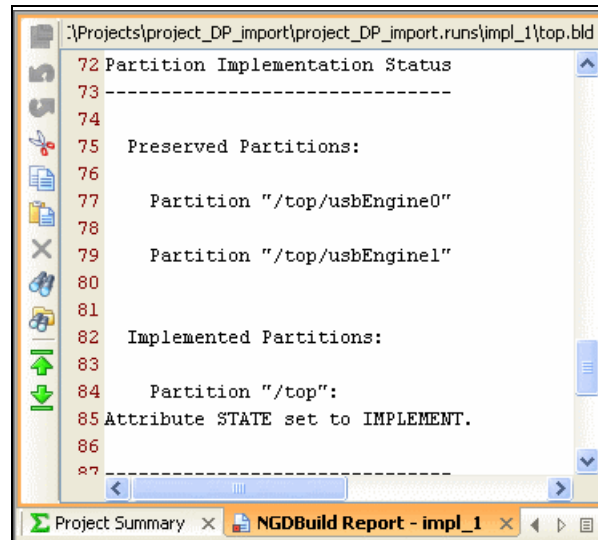 :\Projects\project_DP_import\project_DP_import.runs\impl_1\top.bld
72 Partition Implementation Status
73 -------------------------------
74
75 Preserved Partitions:
76
77 Partition "/top/usbEngine0"
78
79 Partition "/top/usbEngine1"
80
81
82 Implemented Partitions:
83
84 Partition "/top":
85 Attribute STATE set to IMPLEMENT.
86
87 -------------------------------
Project Summary NGDBuild Report - impl_1